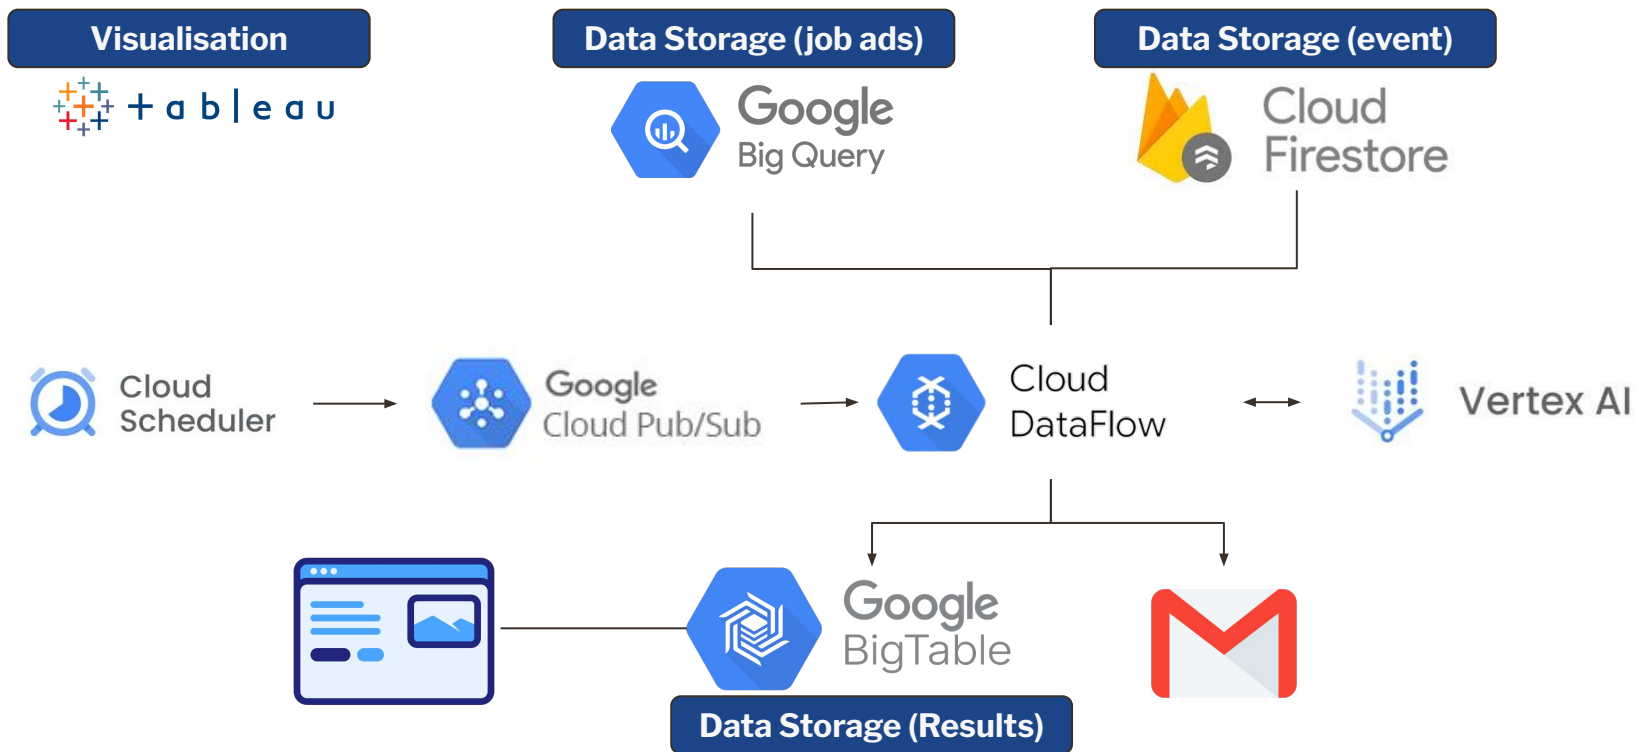 Visualisation
Data Storage (job ads)
Data Storage (event)
+ableau
Google
Big Query
Cloud
Firestore
Cloud
Scheduler
Google
Cloud Pub/Sub
Cloud
DataFlow
Vertex AI
Google
BigTable
Data Storage (Results)